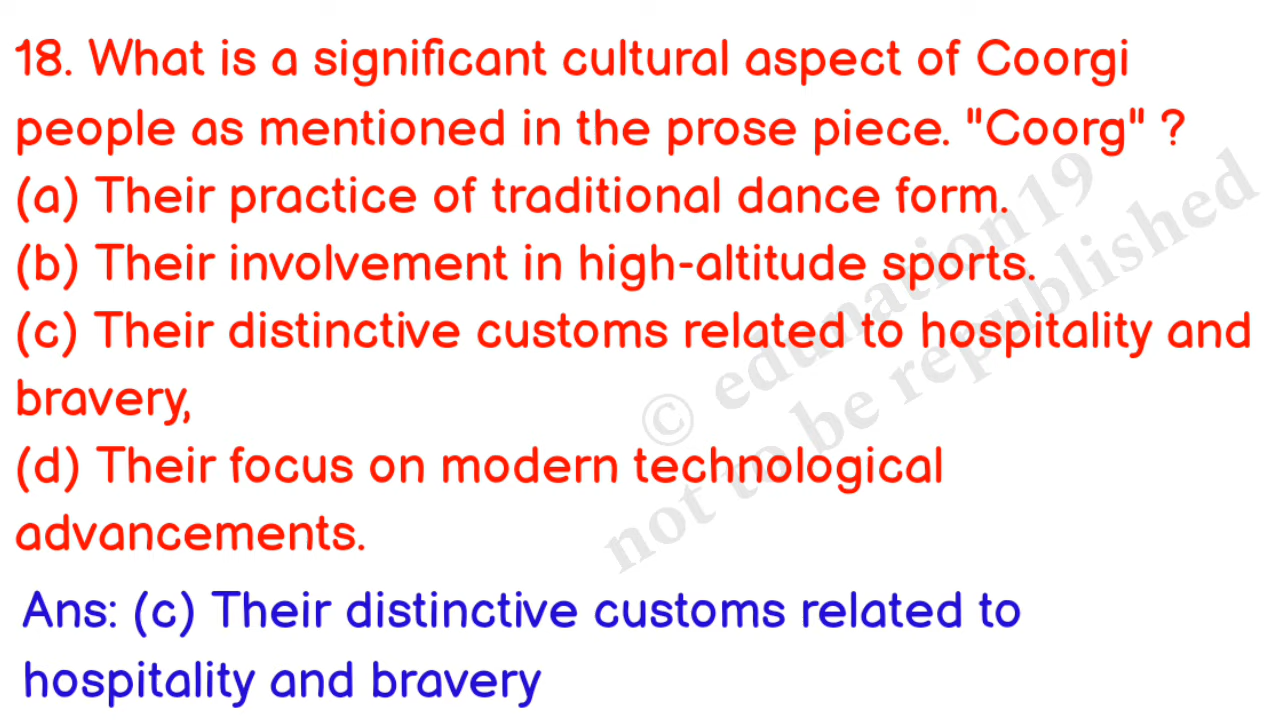 18. What is a significant cultural aspect of Coorgi
people as mentioned in the prose piece. "Coorg" ?
(a) Their practice of traditional dance form.
(b) Their involvement in high-altitude sports.
(c) Their distinctive customs related to hospitality and
bravery,
(d) Their focus on modern technological
advancements.
Ans: (c) Their distinctive customs related to
hospitality and bravery
© edunation19
not to be republished